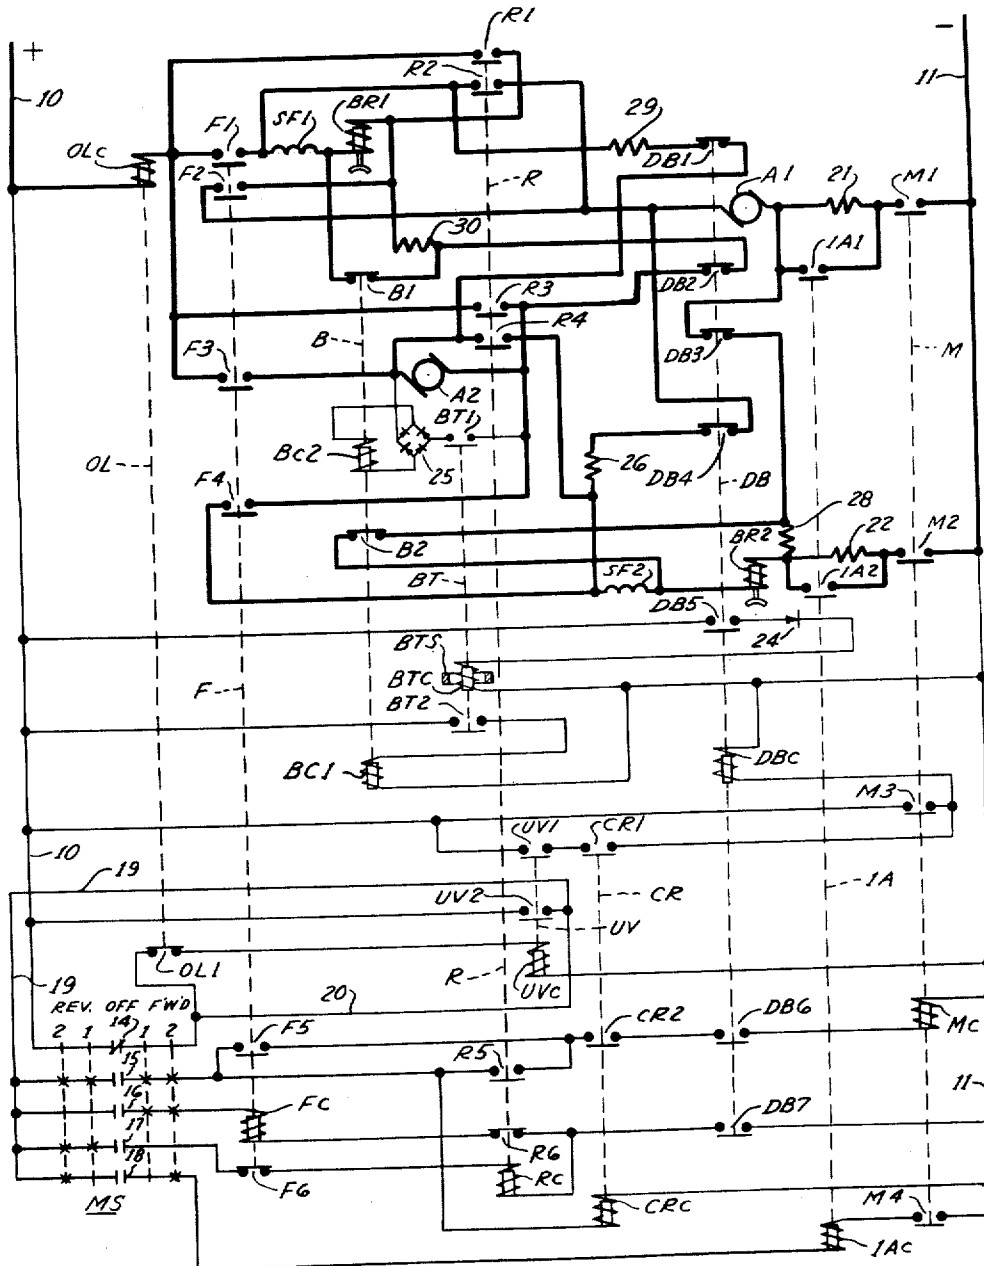 R1
+
−
R2
11
10
BR1
29
F1
SF1
OLC
DB1
F2
A1
21
M1
R
30
1A1
B1
DB2
R3
R4
B
DB3
F3
M
A2
BT1
BC2
25
26
OL
DB4
DB
F4
28
B2
22
M2
BR2
BT
SF2
1A2
DB5
24
BTS
BTC
F
BT2
BC1
DBC
M3
UV1
CR1
10
19
UV2
CR
1A
UV
19
OL1
R
UVC
20
REV. OFF FWD
2 1 14 1 2
F5
CR2
DB6
MC
15
R5
11
16
FC
17
DB7
R6
18
F6
RC
MS
CRC
M4
1AC